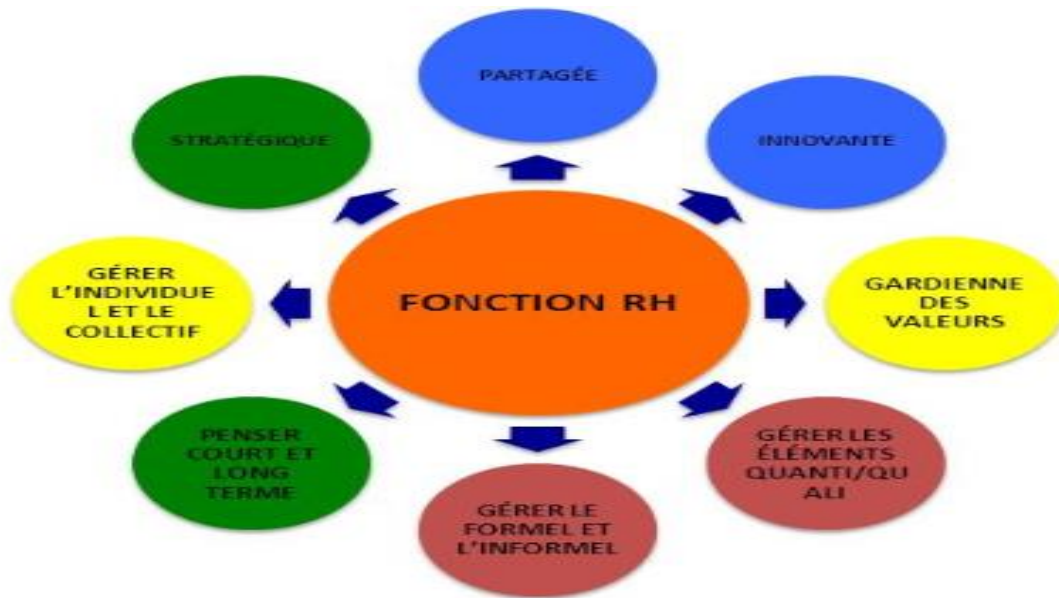 PARTAGÉE
STRATÉGIQUE
INNOVANTE
GÉRER
L'INDIVIDUE
L ET LE
COLLECTIF
FONCTION RH
GARDIENNE
DES
VALEURS
PENSER
COURT ET
LONG
TERME
GÉRER LES
ÉLÉMENTS
QUANTI/QU
ALI
GÉRER LE
FORMEL ET
L'INFORMEL